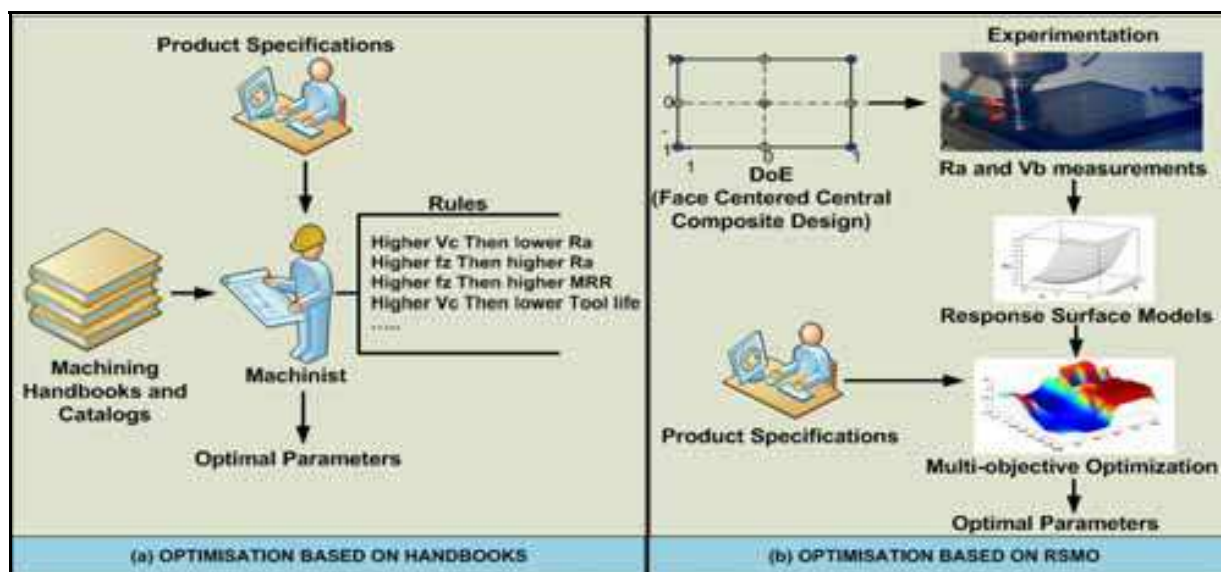 Product Specifications
Rules
Higher Vc Then lower Ra
Higher fz Then higher Ra
Higher fz Then higher MRR
Higher Vc Then lower Tool life
.....
Machining
Handbooks and
Catalogs
Machinist
Optimal Parameters
(a) OPTIMISATION BASED ON HANDBOOKS
Experimentation
1
0
-
1
1
0
1
DoE
(Face Centered Central
Composite Design)
Ra and Vb measurements
Response Surface Models
Product Specifications
Multi-objective Optimization
Optimal Parameters
(b) OPTIMISATION BASED ON RSMO